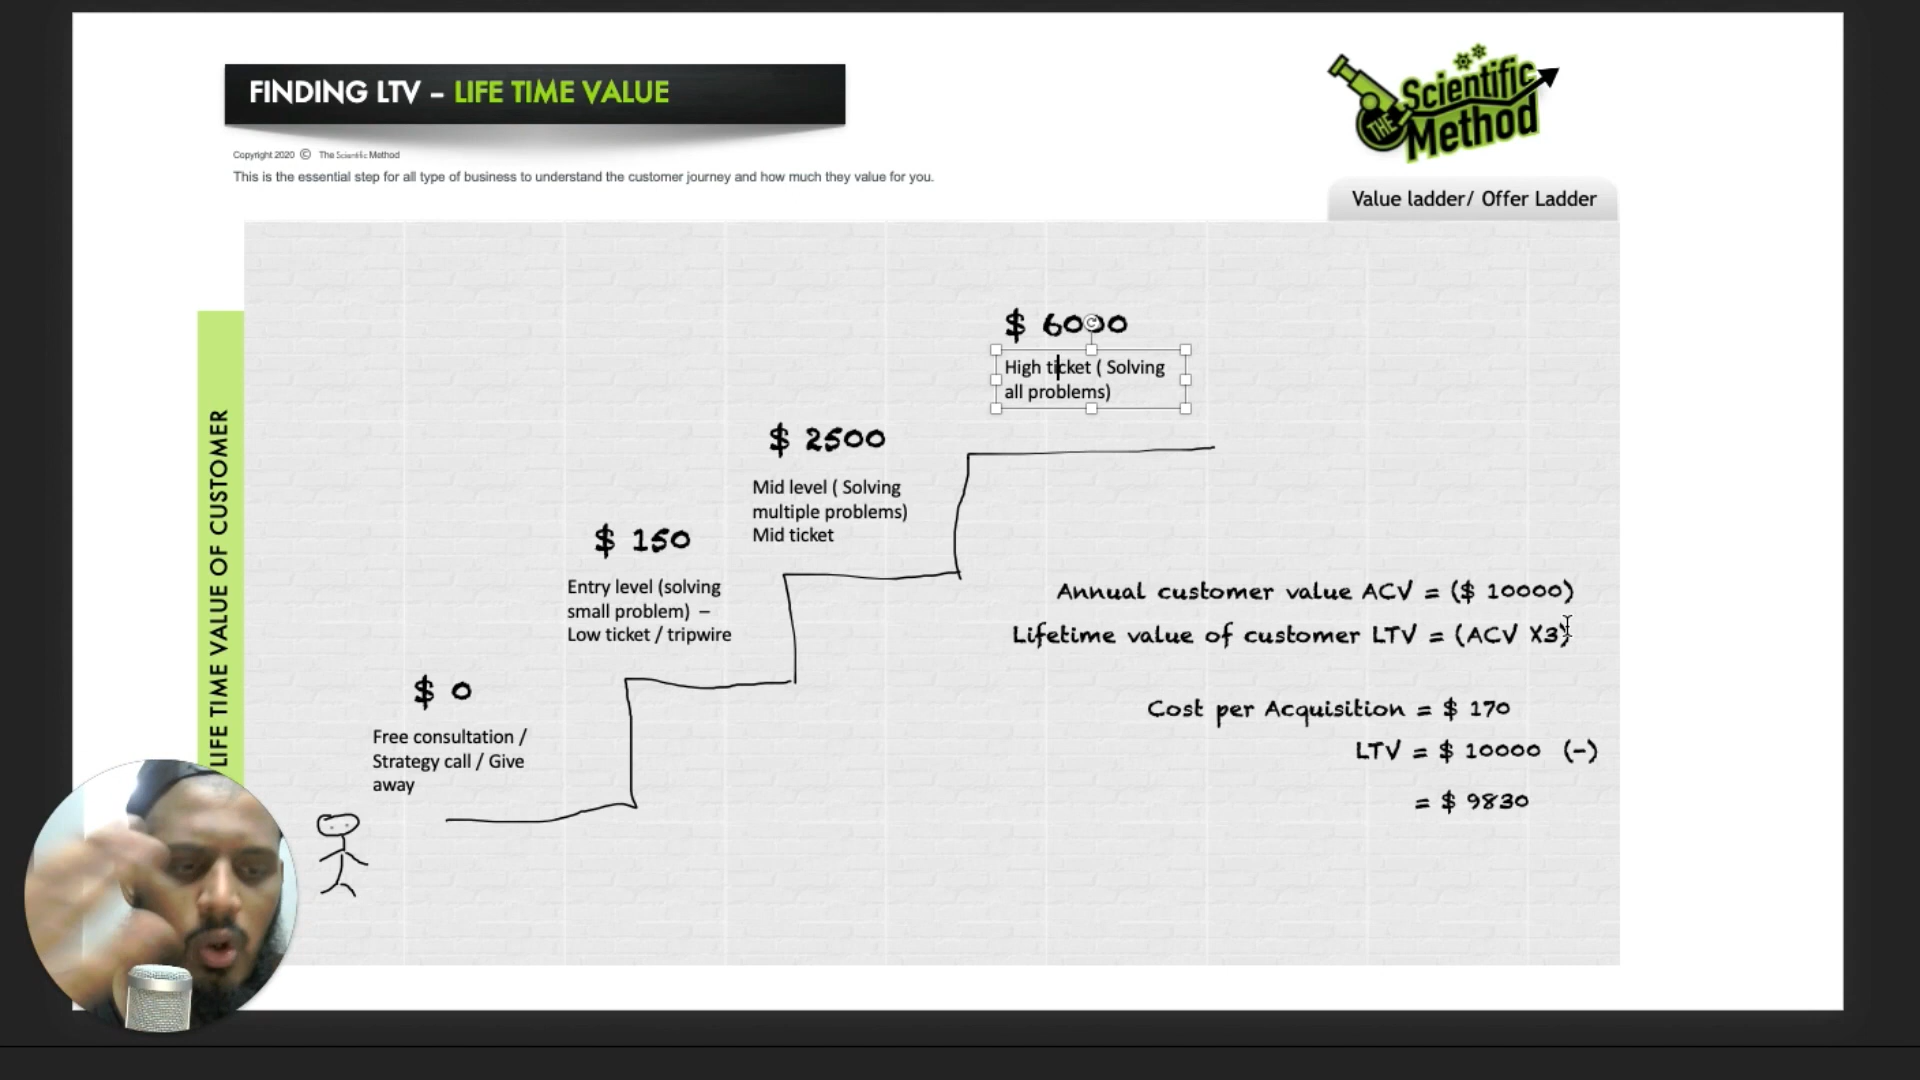 FINDING LTV – LIFE TIME VALUE
THE Scientific Method
Copyright 2020 © The Scientific Method
This is the essential step for all type of business to understand the customer journey and how much they value for you.
Value ladder/ Offer Ladder
LIFE TIME VALUE OF CUSTOMER
$ 6000
High ticket ( Solving
all problems)
$ 2500
Mid level ( Solving
multiple problems)
Mid ticket
$ 150
Entry level (solving
small problem) –
Low ticket / tripwire
$ 0
Free consultation /
Strategy call / Give
away
Annual customer value ACV = ($ 10000)
Lifetime value of customer LTV = (ACV X3)
Cost per Acquisition = $ 170
LTV = $ 10000 (-)
= $ 9830